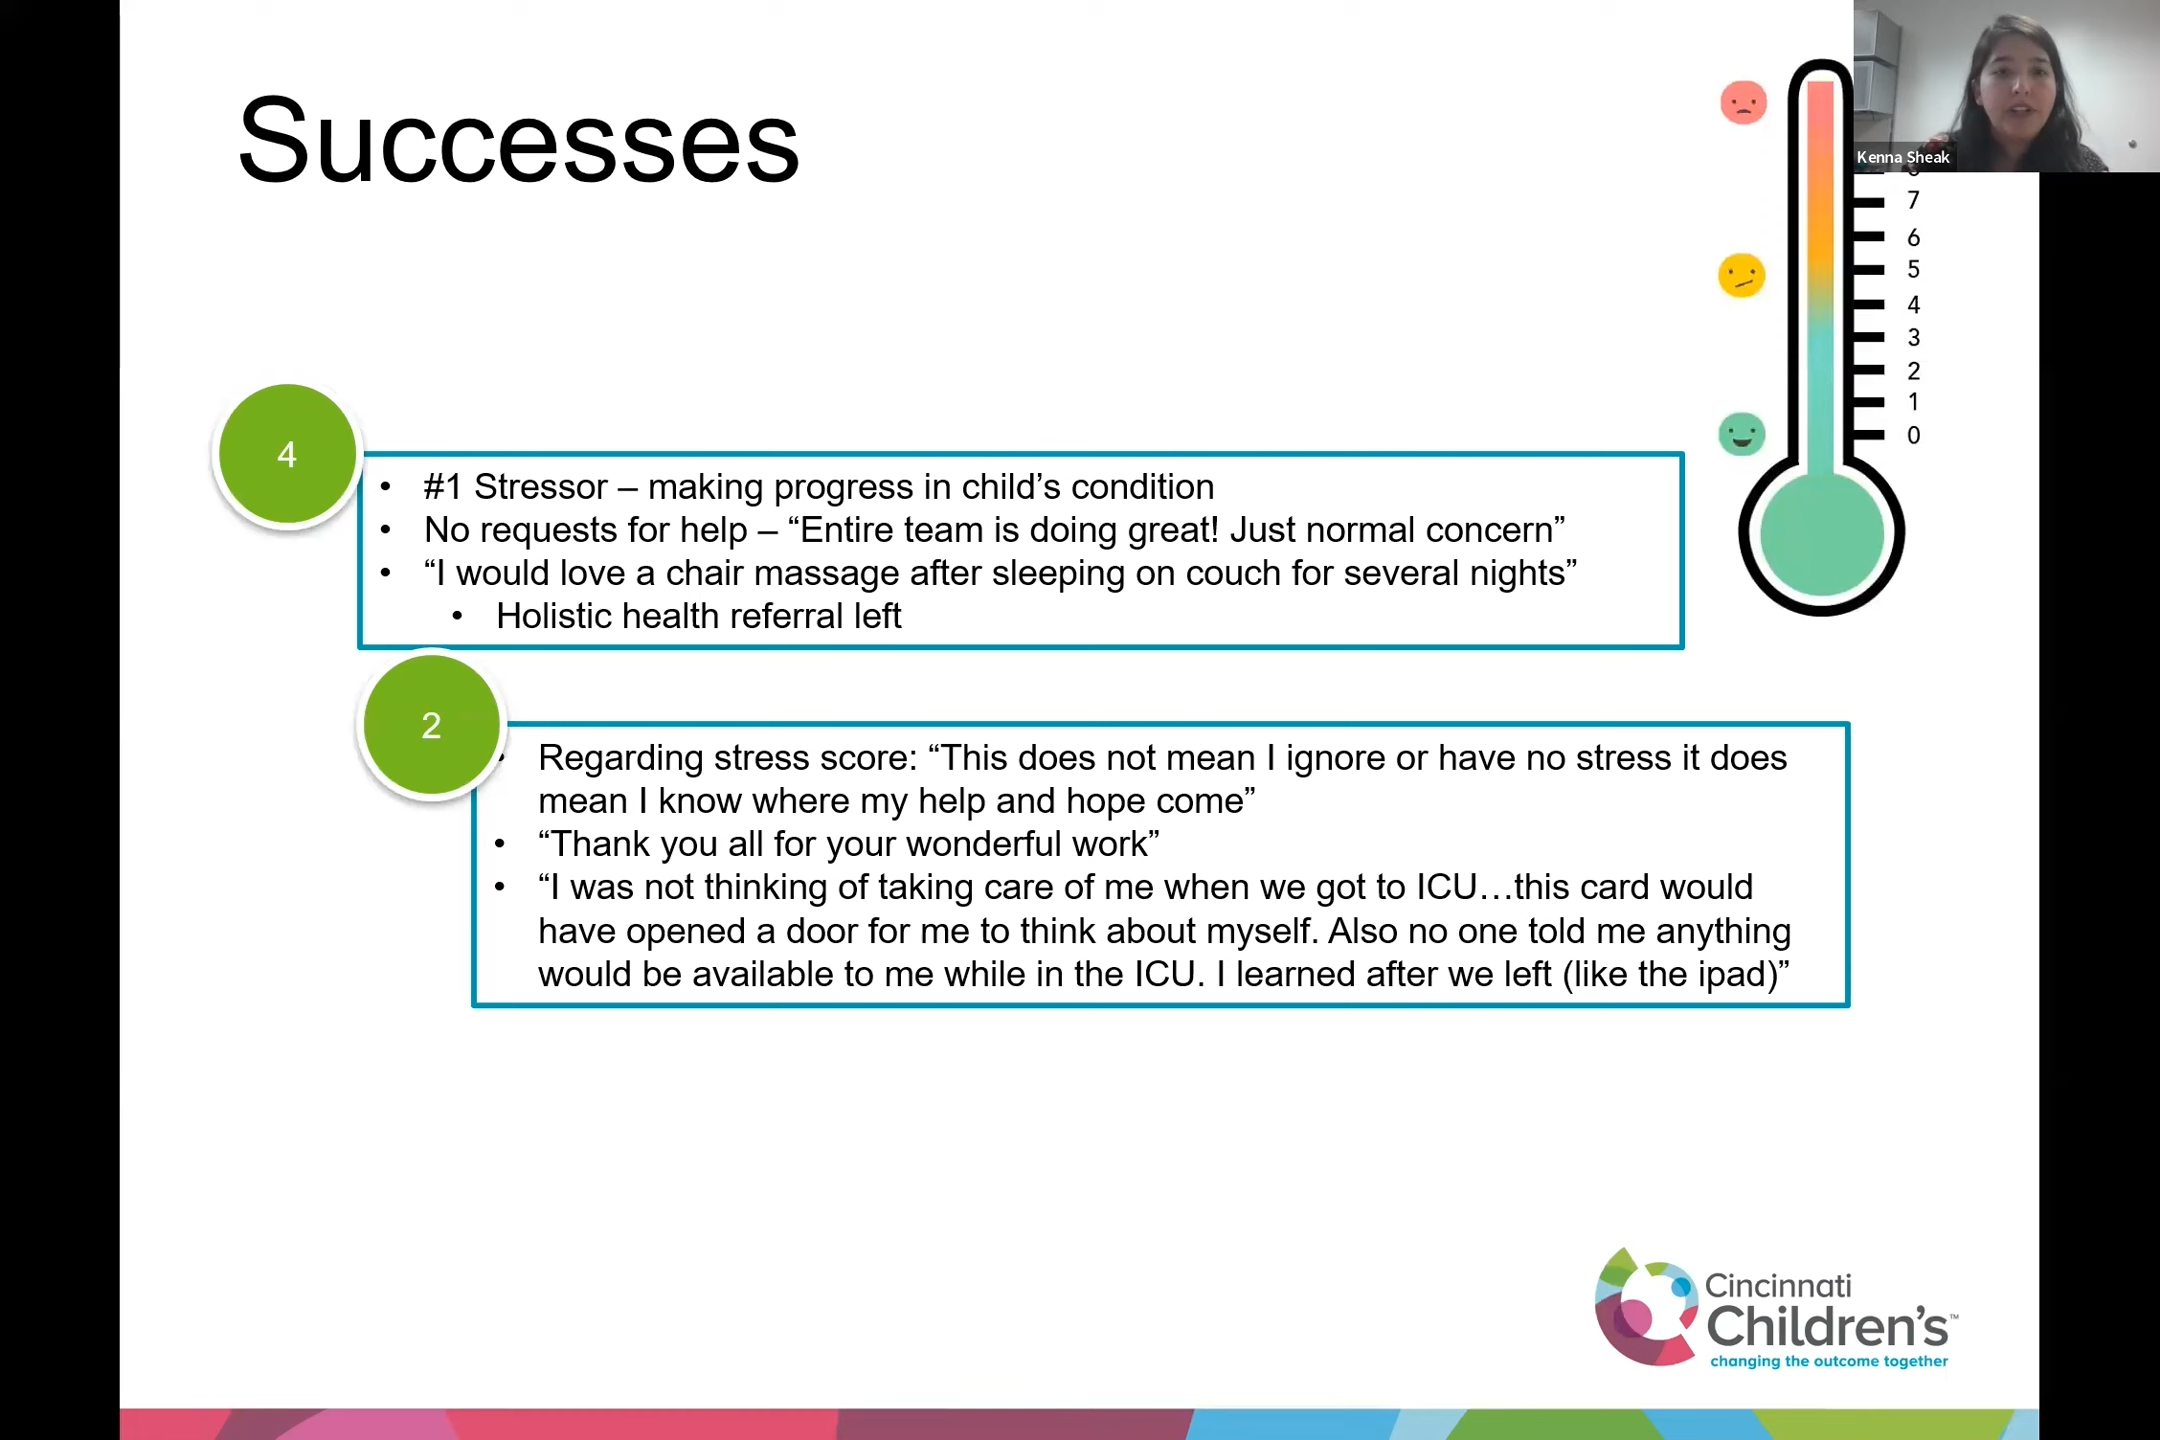 Successes
Kenna Sheak
7
6
5
4
3
2
1
0
4
• #1 Stressor – making progress in child’s condition
• No requests for help – “Entire team is doing great! Just normal concern”
• “I would love a chair massage after sleeping on couch for several nights”
• Holistic health referral left
2
Regarding stress score: “This does not mean I ignore or have no stress it does
mean I know where my help and hope come”
• “Thank you all for your wonderful work”
• “I was not thinking of taking care of me when we got to ICU…this card would
have opened a door for me to think about myself. Also no one told me anything
would be available to me while in the ICU. I learned after we left (like the ipad)”
Cincinnati
Children’s™
changing the outcome together